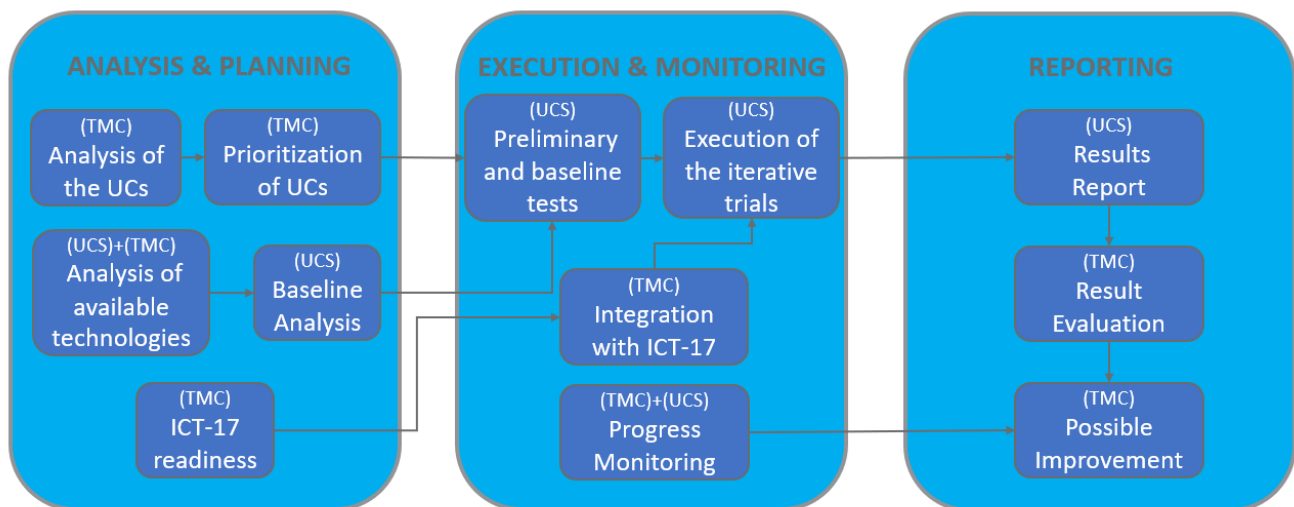 ANALYSIS & PLANNING
(TMC)
Analysis of
the UCs
(TMC)
Prioritization
of UCs
(UCS)+(TMC)
Analysis of
available
technologies
(UCS)
Baseline
Analysis
(TMC)
ICT-17
readiness
EXECUTION & MONITORING
(UCS)
Preliminary
and baseline
tests
(UCS)
Execution of
the iterative
trials
(TMC)
Integration
with ICT-17
(TMC)+(UCS)
Progress
Monitoring
REPORTING
(UCS)
Results
Report
(TMC)
Result
Evaluation
(TMC)
Possible
Improvement